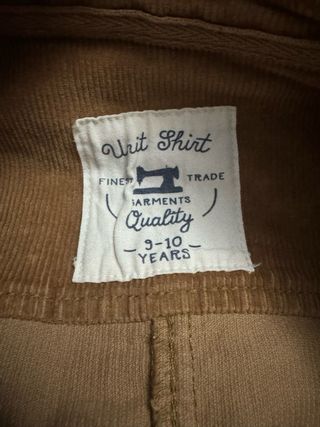 Unit Shirt
FINEST TRADE
GARMENTS
Quality
9-10
YEARS